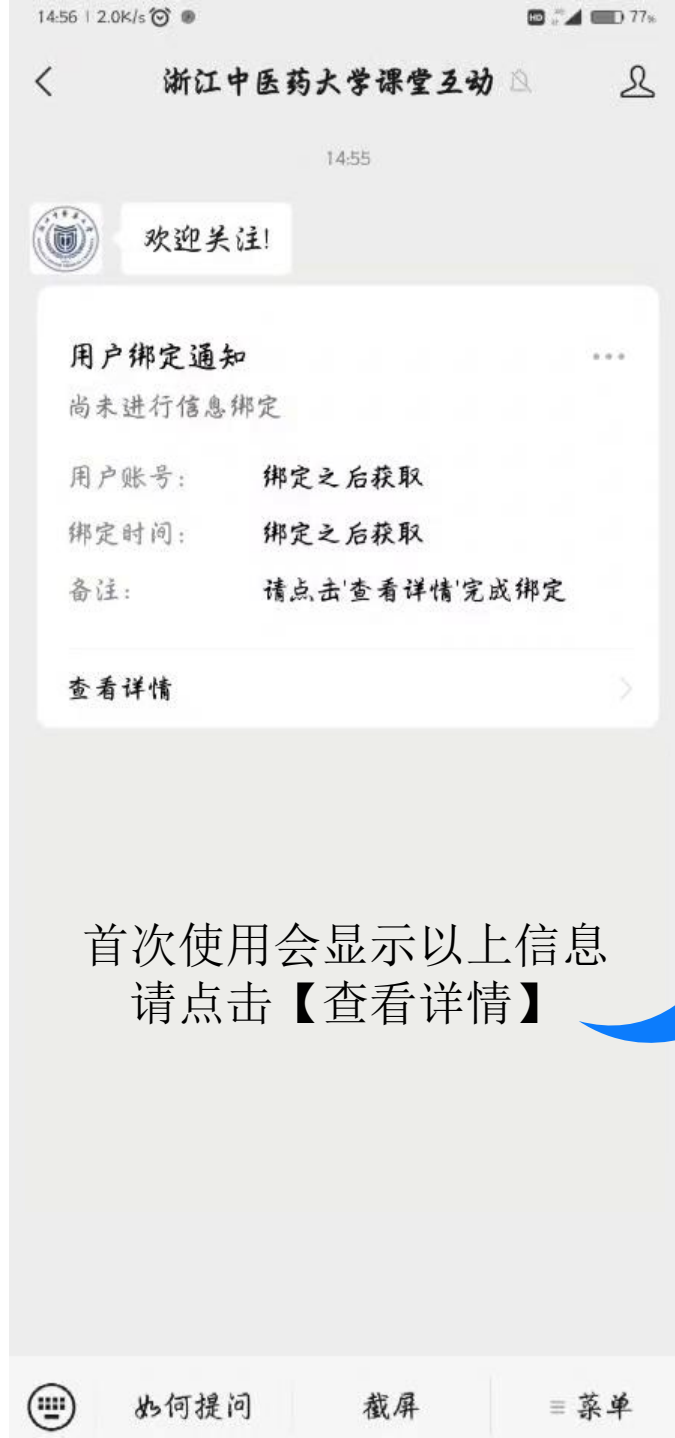 14:56 | 2.0K/s
HD 77%
浙江中医药大学课堂互动
14:55
欢迎关注!
用户绑定通知
尚未进行信息绑定
用户账号: 绑定之后获取
绑定时间: 绑定之后获取
备注: 请点击'查看详情'完成绑定
查看详情
首次使用会显示以上信息
请点击【查看详情】
如何提问 截屏 菜单